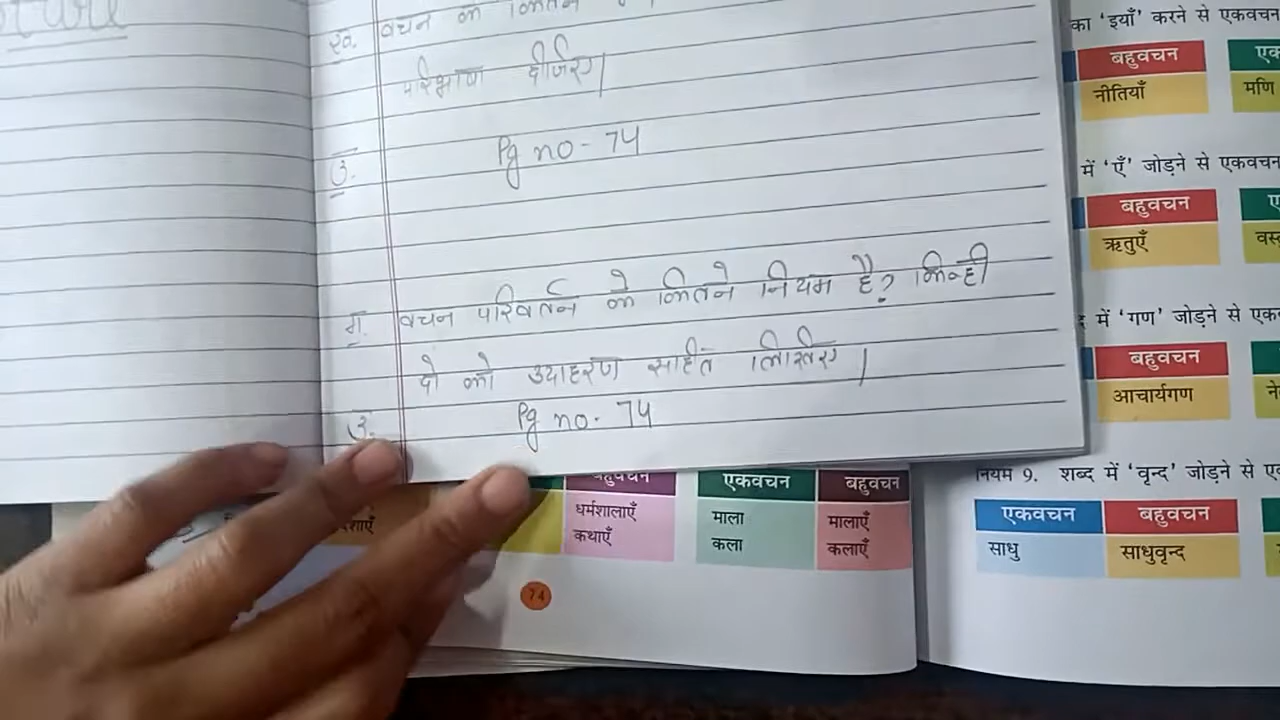 ख. वचन के कितने
परिभाषा दीजिए।
उ. Pg no - 74
ग. वचन परिवर्तन के कितने नियम है? किन्ही
दो को उदाहरण सहित लिखिए।
उ. Pg no - 74
का 'इयाँ' करने से एकवचन
बहुवचन
नीतियाँ मणि
में 'एँ' जोड़ने से एकवचन
बहुवचन
ऋतुएँ
में 'गण' जोड़ने से
बहुवचन
आचार्यगण
नियम 9. शब्द में 'वृन्द' जोड़ने से
एकवचन बहुवचन
साधु साधुवृन्द
बहुवचन एकवचन बहुवचन
धर्मशालाएँ माला मालाएँ
कथाएँ कला कलाएँ
74